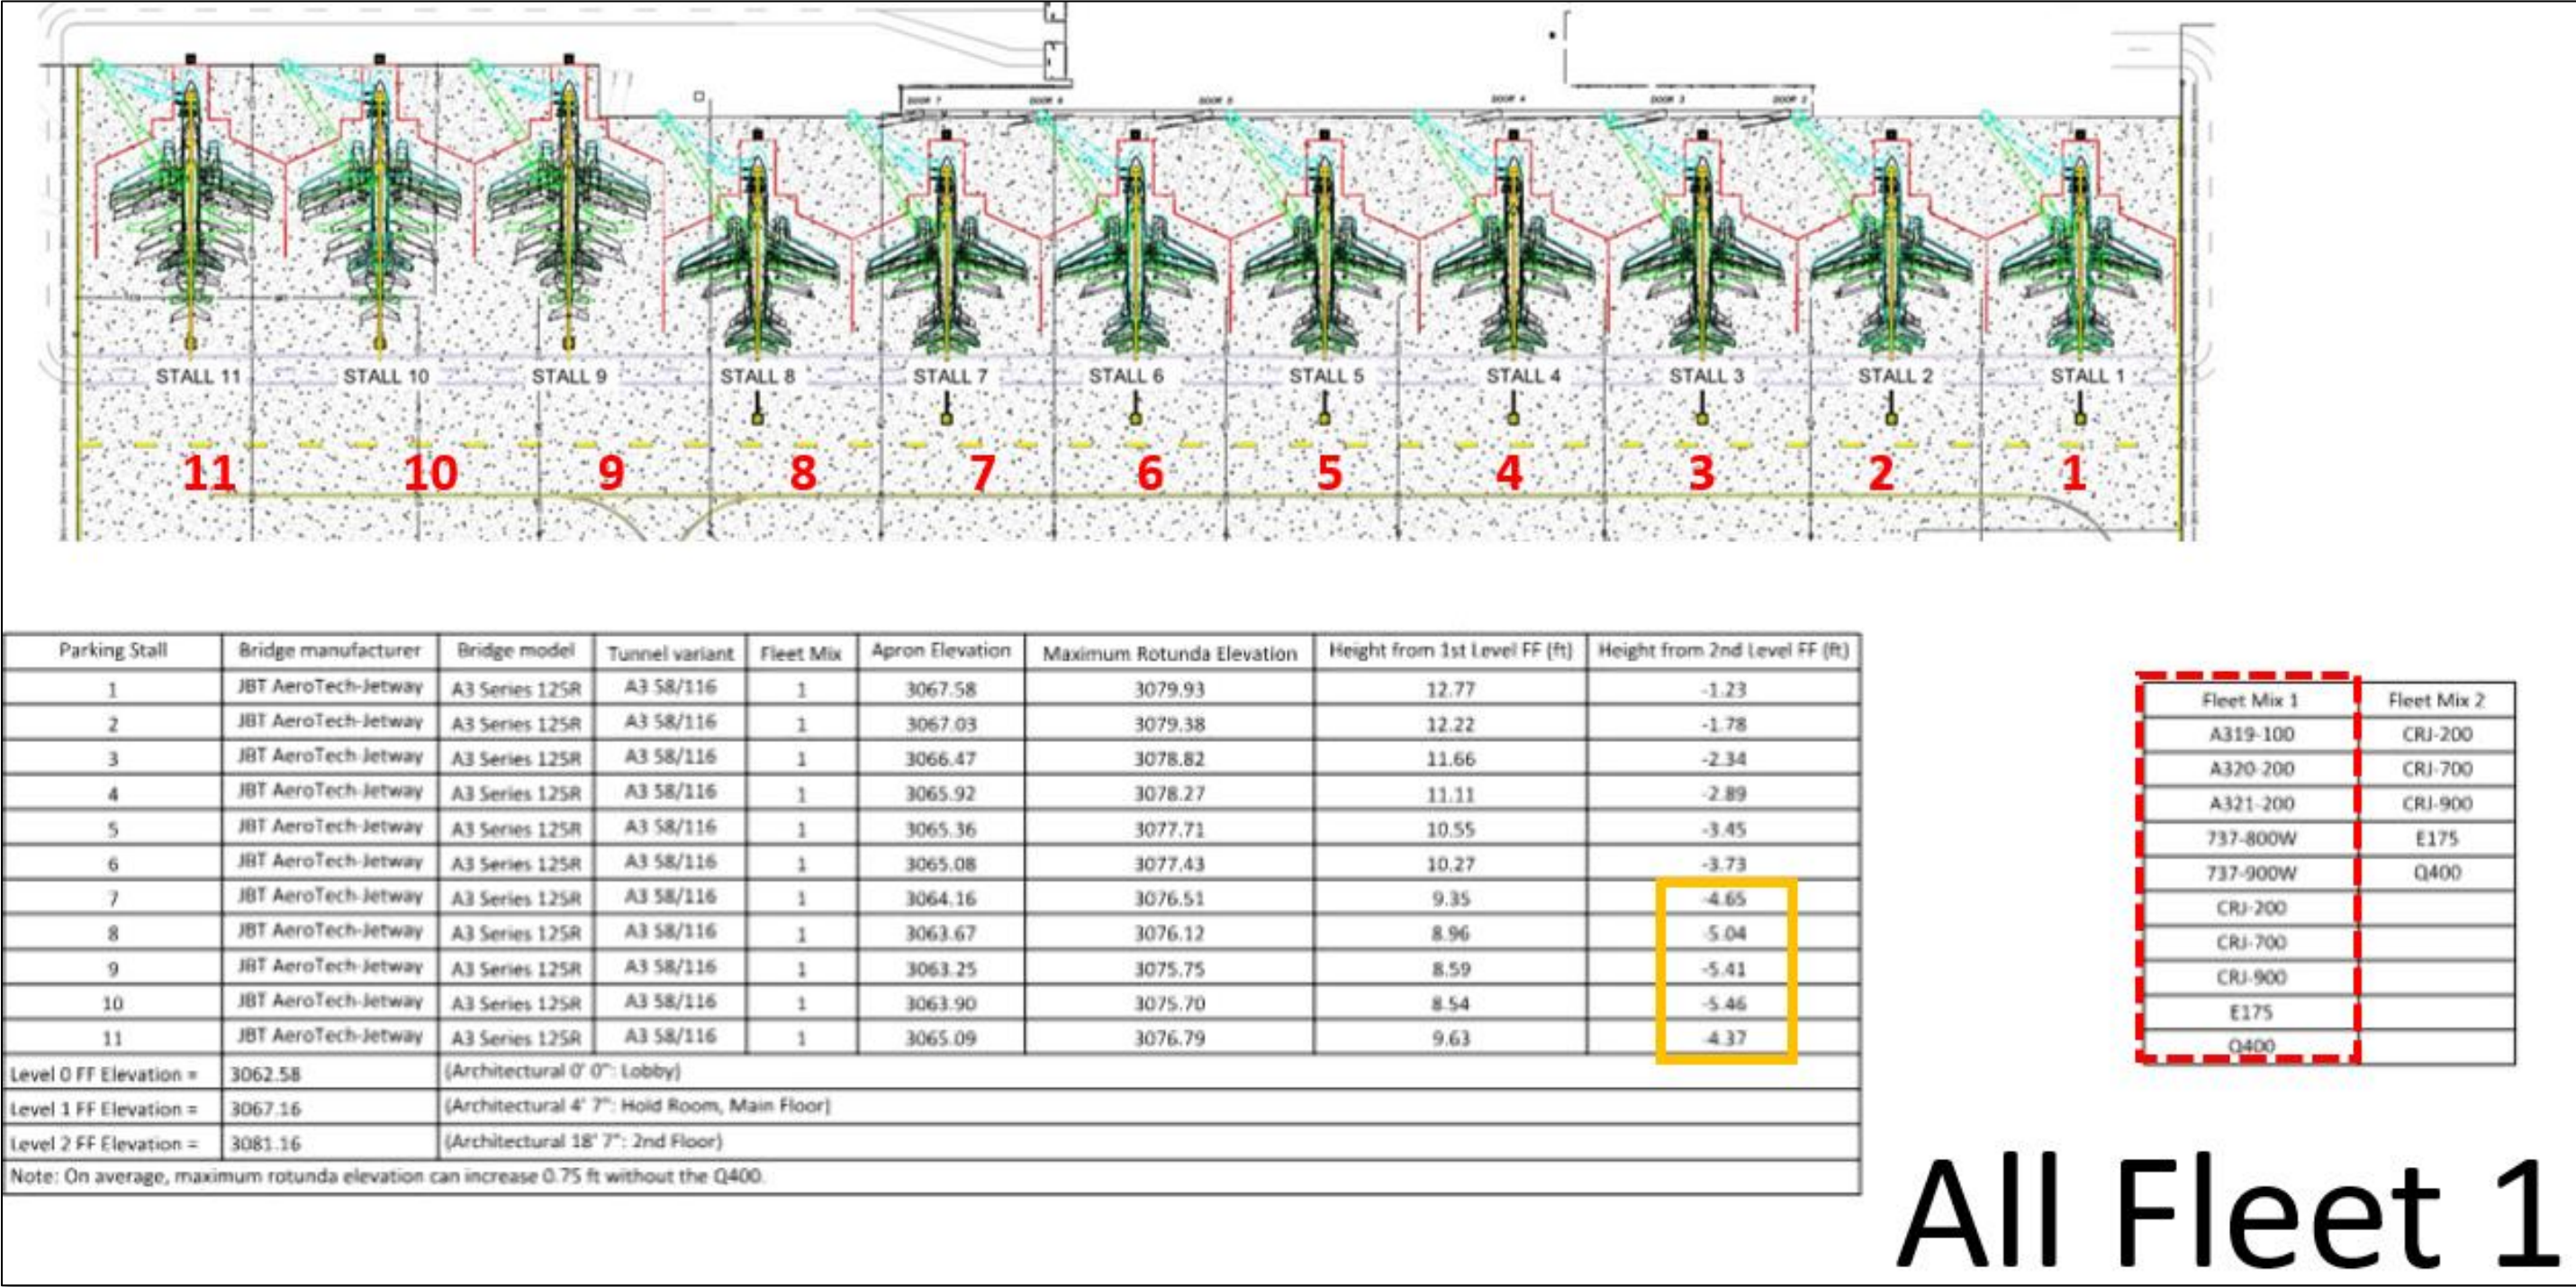 DOOR 7 DOOR 6 DOOR 5 DOOR 4 DOOR 3 DOOR 2
STALL 11 STALL 10 STALL 9 STALL 8 STALL 7 STALL 6 STALL 5 STALL 4 STALL 3 STALL 2 STALL 1
11 10 9 8 7 6 5 4 3 2 1
Parking Stall Bridge manufacturer Bridge model Tunnel variant Fleet Mix Apron Elevation Maximum Rotunda Elevation Height from 1st Level FF (ft) Height from 2nd Level FF (ft)
1 JBT AeroTech-Jetway A3 Series 125R A3 58/116 1 3067.58 3079.93 12.77 -1.23
2 JBT AeroTech-Jetway A3 Series 125R A3 58/116 1 3067.03 3079.38 12.22 -1.78
3 JBT AeroTech-Jetway A3 Series 125R A3 58/116 1 3066.47 3078.82 11.66 -2.34
4 JBT AeroTech-Jetway A3 Series 125R A3 58/116 1 3065.92 3078.27 11.11 -2.89
5 JBT AeroTech-Jetway A3 Series 125R A3 58/116 1 3065.36 3077.71 10.55 -3.45
6 JBT AeroTech-Jetway A3 Series 125R A3 58/116 1 3065.08 3077.43 10.27 -3.73
7 JBT AeroTech-Jetway A3 Series 125R A3 58/116 1 3064.16 3076.51 9.35 -4.65
8 JBT AeroTech-Jetway A3 Series 125R A3 58/116 1 3063.67 3076.12 8.96 -5.04
9 JBT AeroTech-Jetway A3 Series 125R A3 58/116 1 3063.25 3075.75 8.59 -5.41
10 JBT AeroTech-Jetway A3 Series 125R A3 58/116 1 3063.90 3075.70 8.54 -5.46
11 JBT AeroTech-Jetway A3 Series 125R A3 58/116 1 3065.09 3076.79 9.63 -4.37
Level 0 FF Elevation = 3062.58 (Architectural 0' 0": Lobby)
Level 1 FF Elevation = 3067.16 (Architectural 4' 7": Hold Room, Main Floor)
Level 2 FF Elevation = 3081.16 (Architectural 18' 7": 2nd Floor)
Note: On average, maximum rotunda elevation can increase 0.75 ft without the Q400.
Fleet Mix 1 Fleet Mix 2
A319-100 CRJ-200
A320-200 CRJ-700
A321-200 CRJ-900
737-800W E175
737-900W Q400
CRJ-200
CRJ-700
CRJ-900
E175
Q400
All Fleet 1